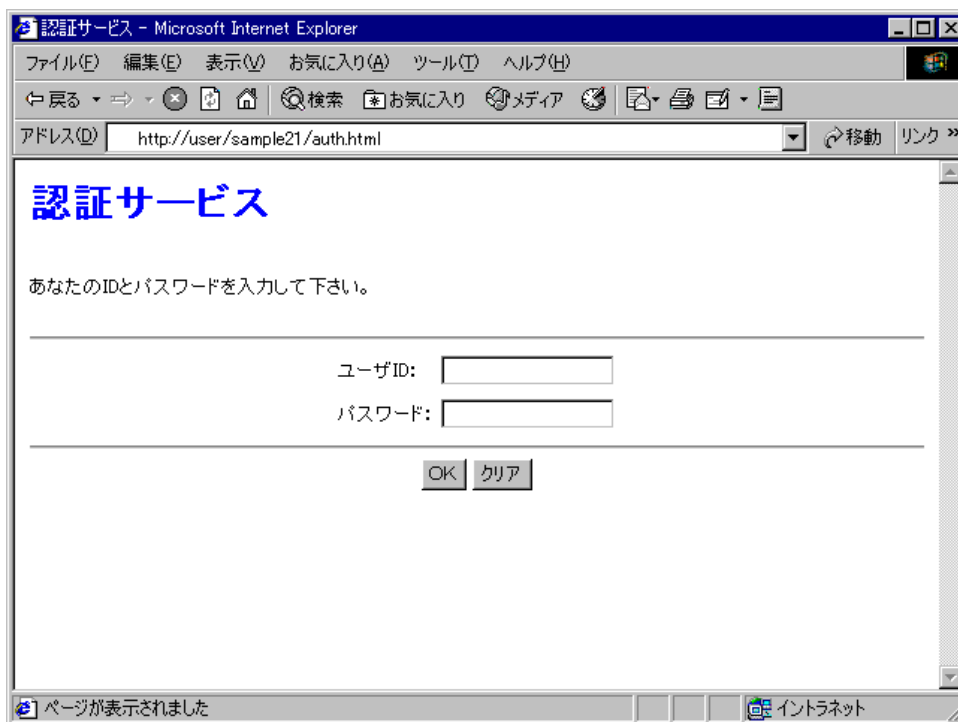 認証サービス - Microsoft Internet Explorer
ファイル(F) 編集(E) 表示(V) お気に入り(A) ツール(T) ヘルプ(H)
戻る 検索 お気に入り メディア
アドレス(D) http://user/sample21/auth.html 移動 リンク »
認証サービス
あなたのIDとパスワードを入力して下さい。
ユーザID:
パスワード:
OK クリア
ページが表示されました イントラネット